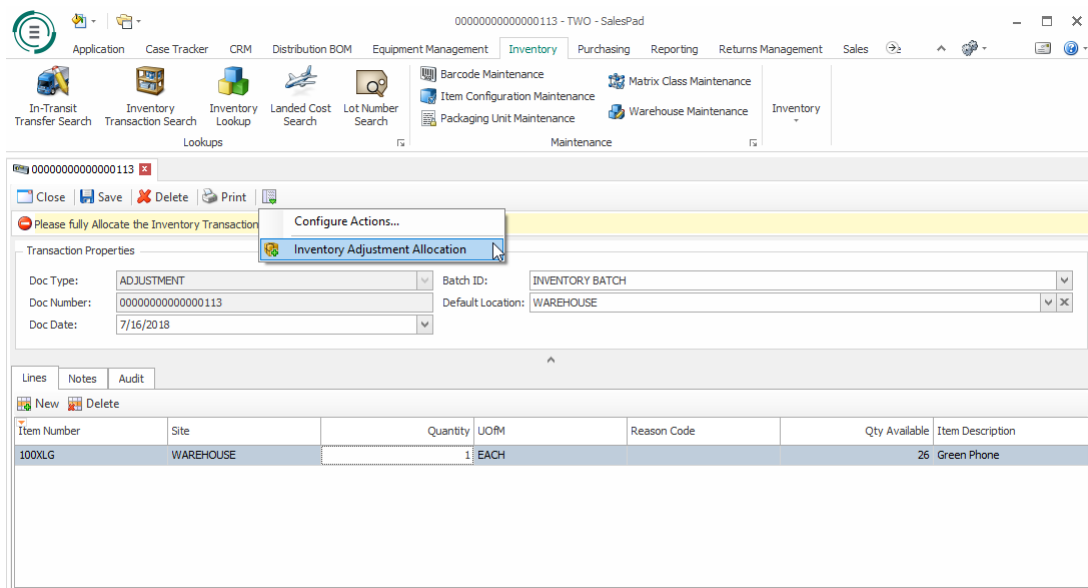 00000000000000113 - TWO - SalesPad
Application Case Tracker CRM Distribution BOM Equipment Management Inventory Purchasing Reporting Returns Management Sales
In-Transit Transfer Search
Inventory Transaction Search
Inventory Lookup
Landed Cost Search
Lot Number Search
Lookups
Barcode Maintenance
Item Configuration Maintenance
Packaging Unit Maintenance
Matrix Class Maintenance
Warehouse Maintenance
Maintenance
Inventory
00000000000000113
Close Save Delete Print
Please fully Allocate the Inventory Transaction
Configure Actions...
Inventory Adjustment Allocation
Transaction Properties
Doc Type: ADJUSTMENT
Batch ID: INVENTORY BATCH
Doc Number: 00000000000000113
Default Location: WAREHOUSE
Doc Date: 7/16/2018
Lines Notes Audit
New Delete
Item Number Site Quantity UOfM Reason Code Qty Available Item Description
100XLG WAREHOUSE 1 EACH 26 Green Phone